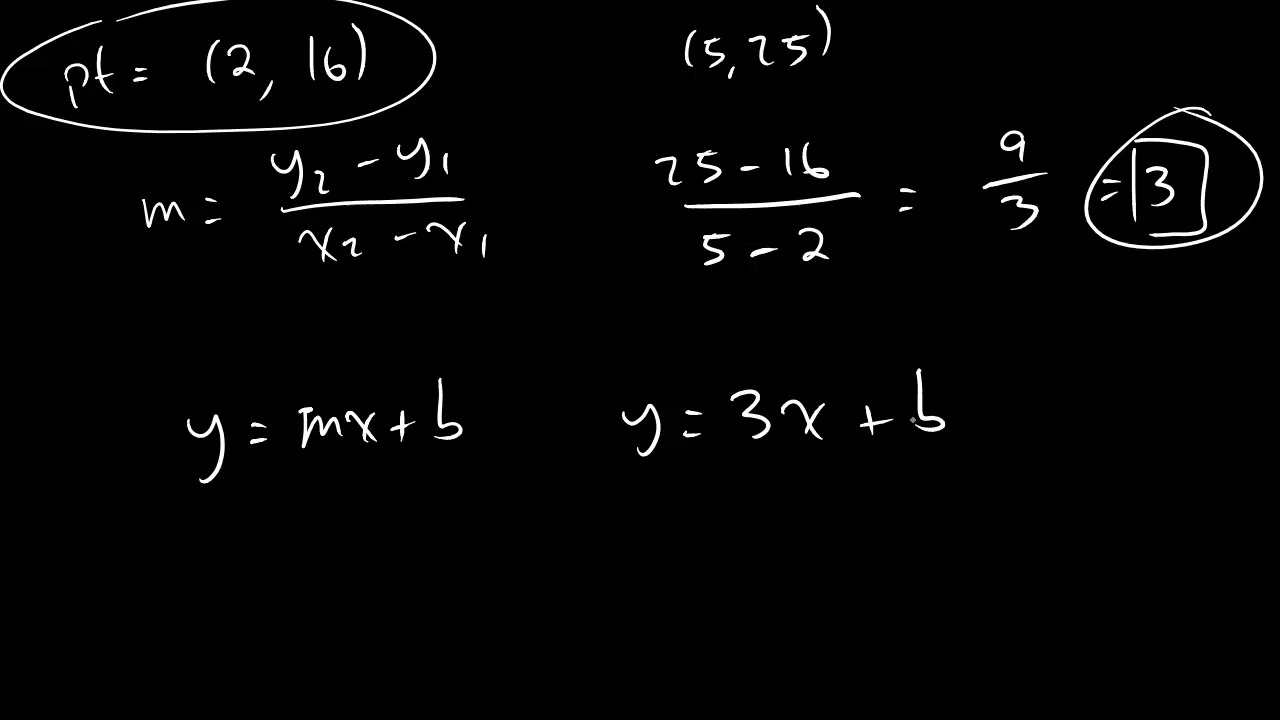 pt = (2, 16) (5, 25)
m = (y₂ - y₁)/(x₂ - x₁) (25 - 16)/(5 - 2) = 9/3 = 3
y = mx + b y = 3x + b